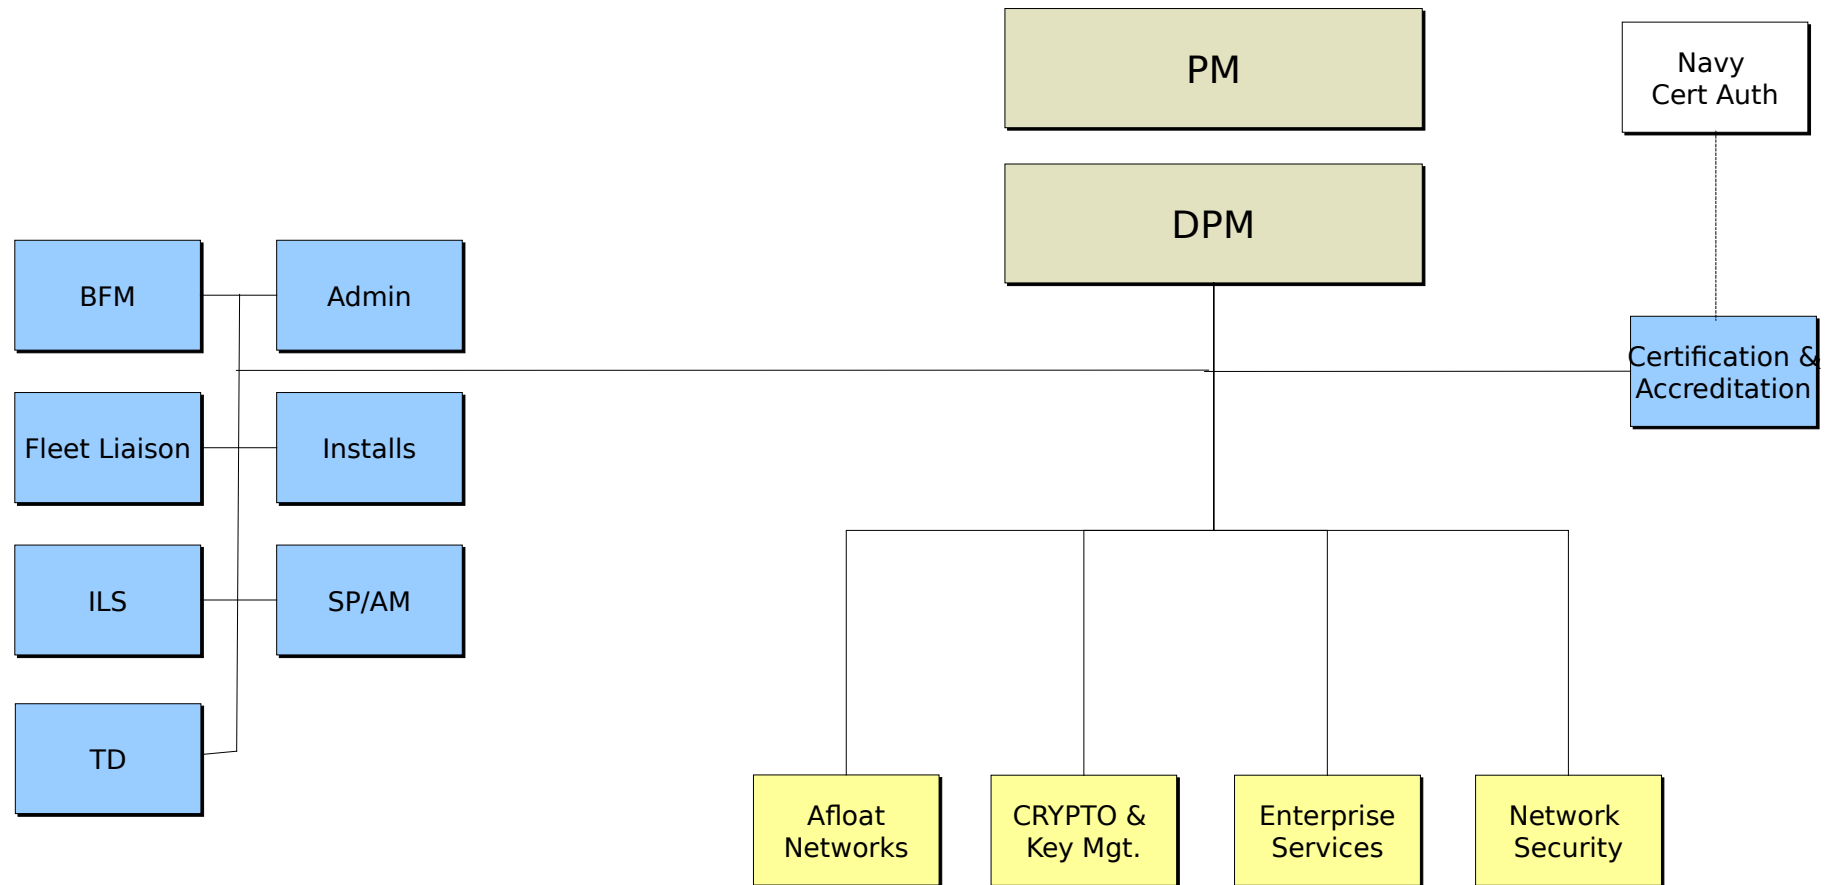 PM
Navy
Cert Auth
DPM
BFM
Admin
Certification &
Accreditation
Fleet Liaison
Installs
ILS
SP/AM
TD
Afloat
Networks
CRYPTO &
Key Mgt.
Enterprise
Services
Network
Security